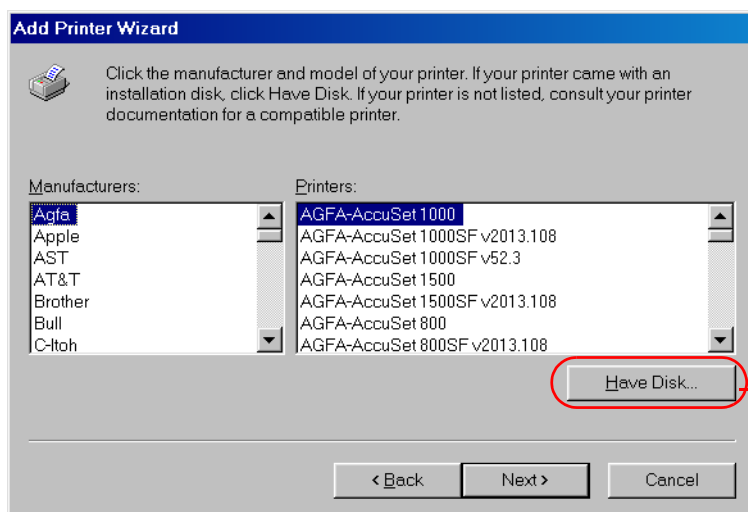 Add Printer Wizard
Click the manufacturer and model of your printer. If your printer came with an
installation disk, click Have Disk. If your printer is not listed, consult your printer
documentation for a compatible printer.
Manufacturers:
Agfa
Apple
AST
AT&T
Brother
Bull
C-Itoh
Printers:
AGFA-AccuSet 1000
AGFA-AccuSet 1000SF v2013.108
AGFA-AccuSet 1000SF v52.3
AGFA-AccuSet 1500
AGFA-AccuSet 1500SF v2013.108
AGFA-AccuSet 800
AGFA-AccuSet 800SF v2013.108
Have Disk...
< Back
Next >
Cancel